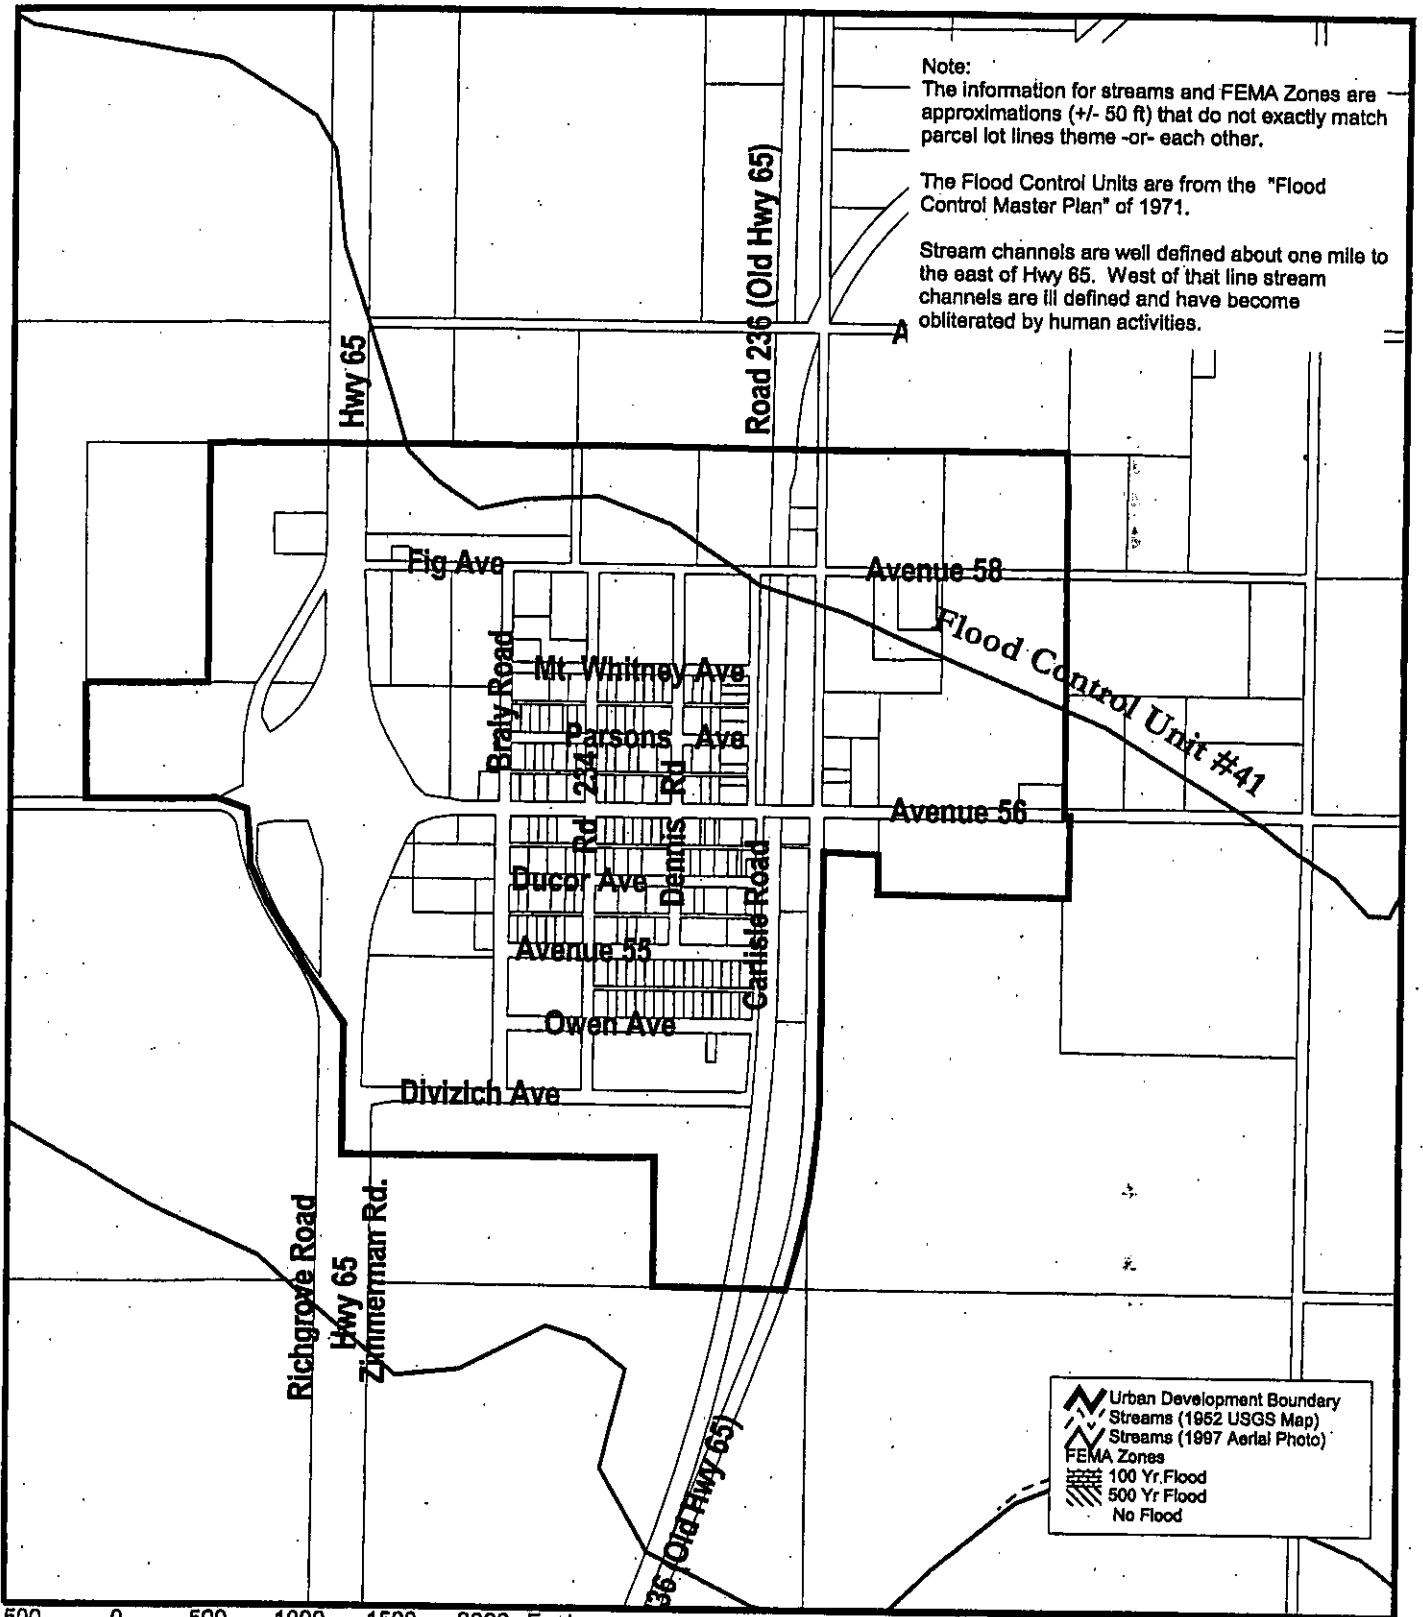 Note:
The information for streams and FEMA Zones are
approximations (+/- 50 ft) that do not exactly match
parcel lot lines theme -or- each other.
The Flood Control Units are from the "Flood
Control Master Plan" of 1971.
Stream channels are well defined about one mile to
the east of Hwy 65. West of that line stream
channels are ill defined and have become
obliterated by human activities.
Road 236 (Old Hwy 65)
Hwy 65
A
Fig Ave
Avenue 58
Flood Control Unit #41
Braly Road
Mt. Whitney Ave
Parsons Ave
Rd 234
Dennis Rd
Avenue 56
Ducor Ave
Carlisle Road
Avenue 55
Owen Ave
Divizich Ave
Richgrove Road
Hwy 65
Zimmerman Rd.
36 (Old Hwy 65)
Urban Development Boundary
Streams (1952 USGS Map)
Streams (1997 Aerial Photo)
FEMA Zones
100 Yr.Flood
500 Yr Flood
No Flood
500 0 500 1000 1500 2000